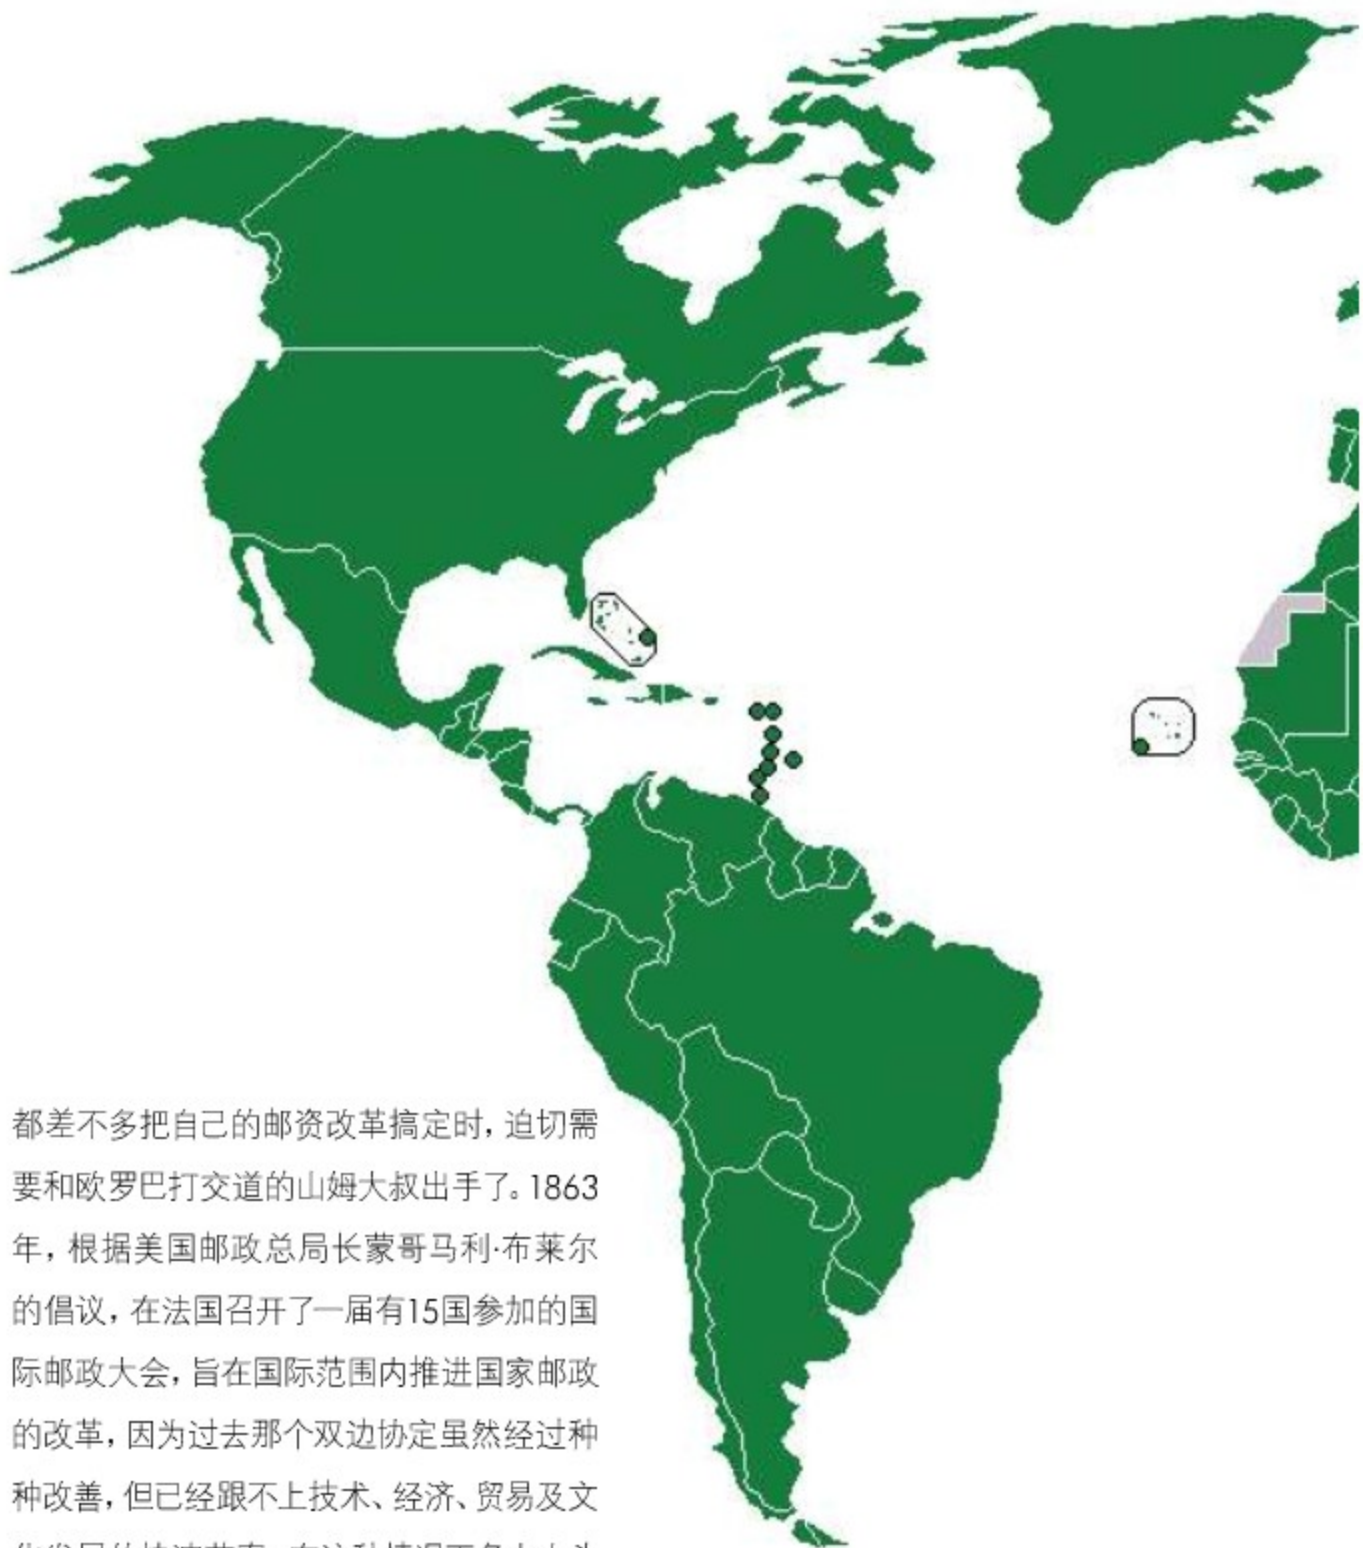 都差不多把自己的邮资改革搞定时，迫切需
要和欧罗巴打交道的山姆大叔出手了。1863
年，根据美国邮政总局长蒙哥马利·布莱尔
的倡议，在法国召开了一届有15国参加的国
际邮政大会，旨在国际范围内推进国家邮政
的改革，因为过去那个双边协定虽然经过种
种改善，但已经跟不上技术、经济、贸易及文